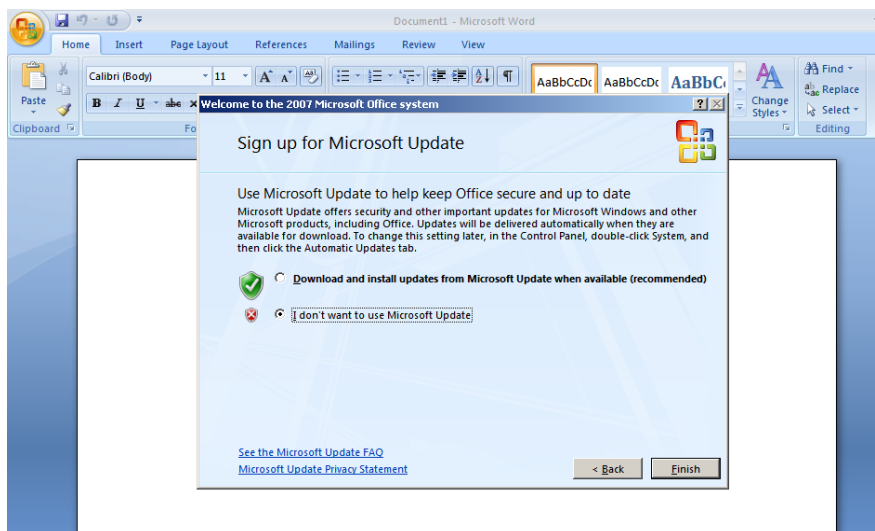 Document1 - Microsoft Word
Home Insert Page Layout References Mailings Review View
Calibri (Body) 11
AaBbCcDc AaBbCcDc AaBbC
Find
Replace
Select
Paste
B I U abc
Change
Styles
Clipboard
Fo
Editing
Welcome to the 2007 Microsoft Office system
Sign up for Microsoft Update
Use Microsoft Update to help keep Office secure and up to date
Microsoft Update offers security and other important updates for Microsoft Windows and other
Microsoft products, including Office. Updates will be delivered automatically when they are
available for download. To change this setting later, in the Control Panel, double-click System, and
then click the Automatic Updates tab.
Download and install updates from Microsoft Update when available (recommended)
I don't want to use Microsoft Update
See the Microsoft Update FAQ
Microsoft Update Privacy Statement
< Back Finish